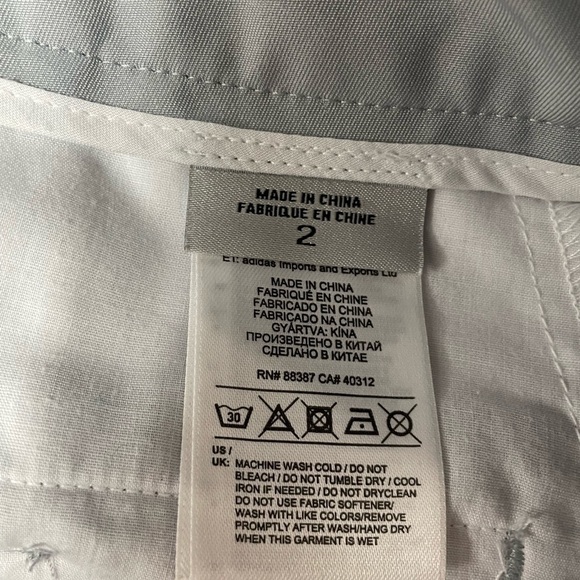 MADE IN CHINA
FABRIQUE EN CHINE
2
ET: adidas Imports and Exports Ltd
MADE IN CHINA
FABRIQUÉ EN CHINE
FABRICADO EN CHINA
FABRICADO NA CHINA
GYÁRTVA: KÍNA
ПРОИЗВЕДЕНО В КИТАЙ
СДЕЛАНО В КИТАЕ
RN# 88387 CA# 40312
30
US /
UK: MACHINE WASH COLD / DO NOT
BLEACH / DO NOT TUMBLE DRY / COOL
IRON IF NEEDED / DO NOT DRYCLEAN
DO NOT USE FABRIC SOFTENER/
WASH WITH LIKE COLORS/REMOVE
PROMPTLY AFTER WASH/HANG DRY
WHEN THIS GARMENT IS WET